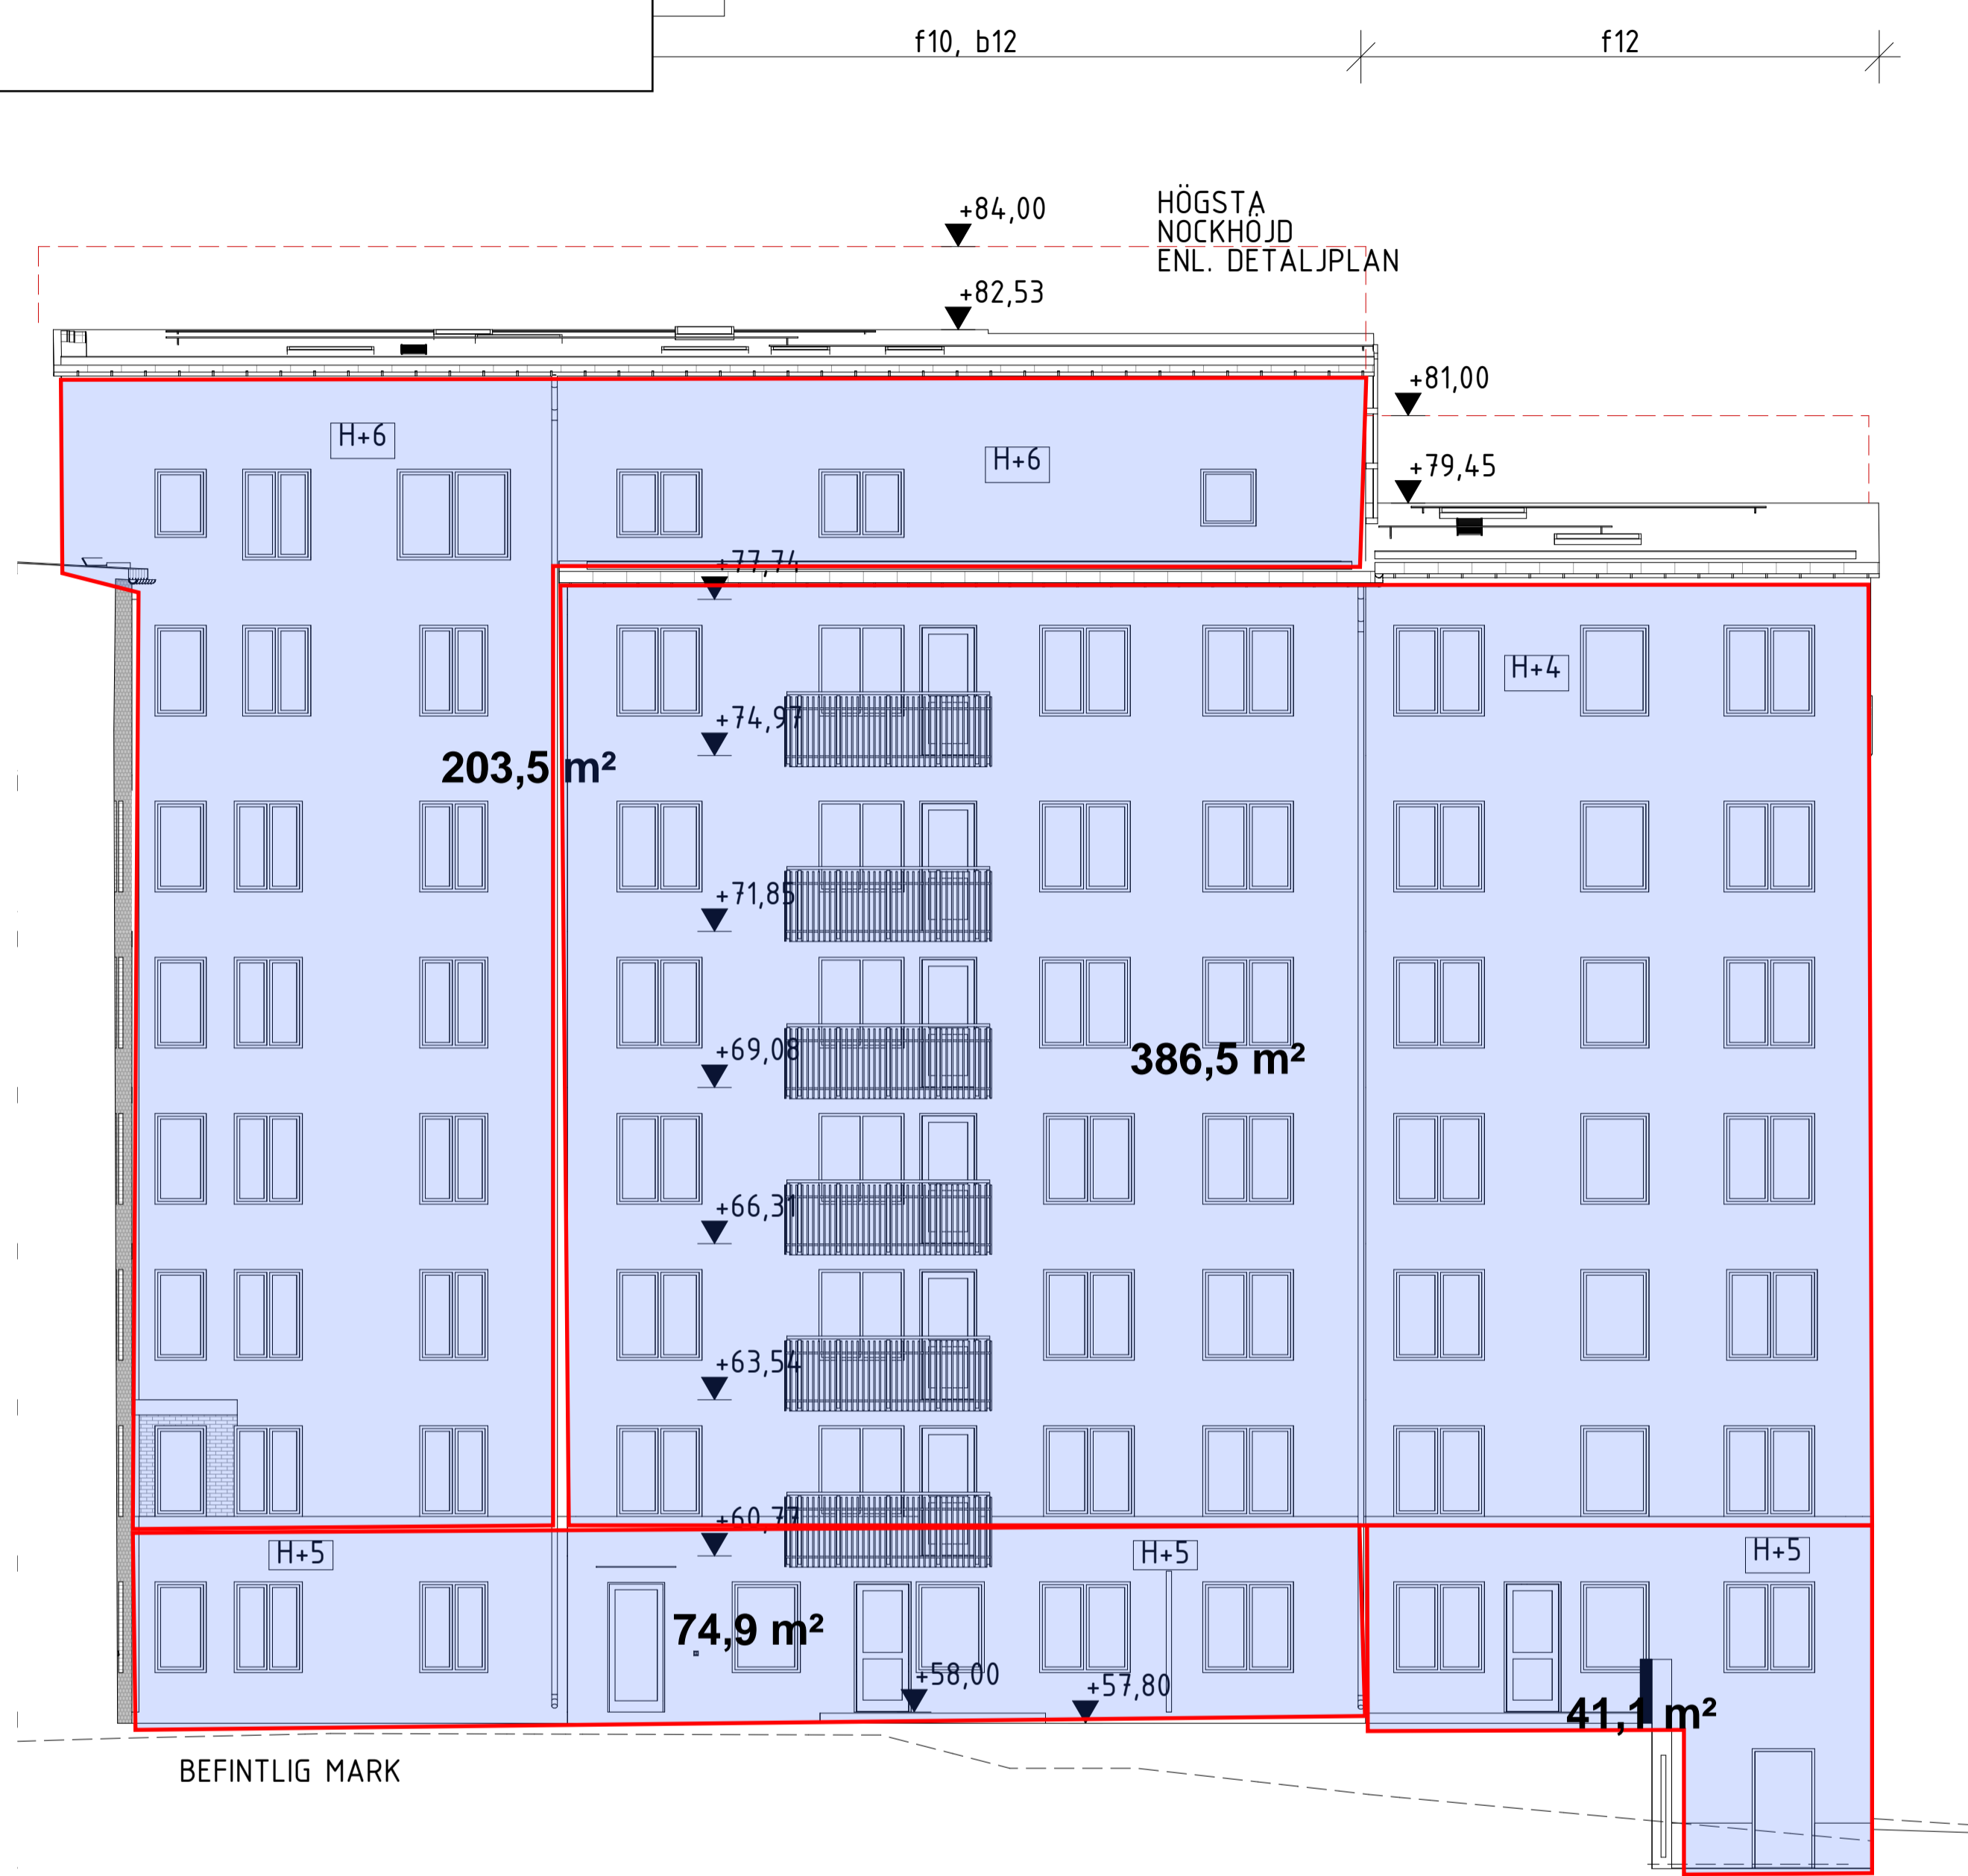 f10, b12
f12
+84,00
HÖGSTA
NOCKHÖJD
ENL. DETALJPLAN
+82,53
+81,00
H+6
H+6
+79,45
+77,74
H+4
+74,97
203,5 m²
+71,85
+69,08
386,5 m²
+66,31
+63,54
+60,77
H+5
H+5
H+5
74,9 m²
+58,00
+57,80
41,1 m²
BEFINTLIG MARK